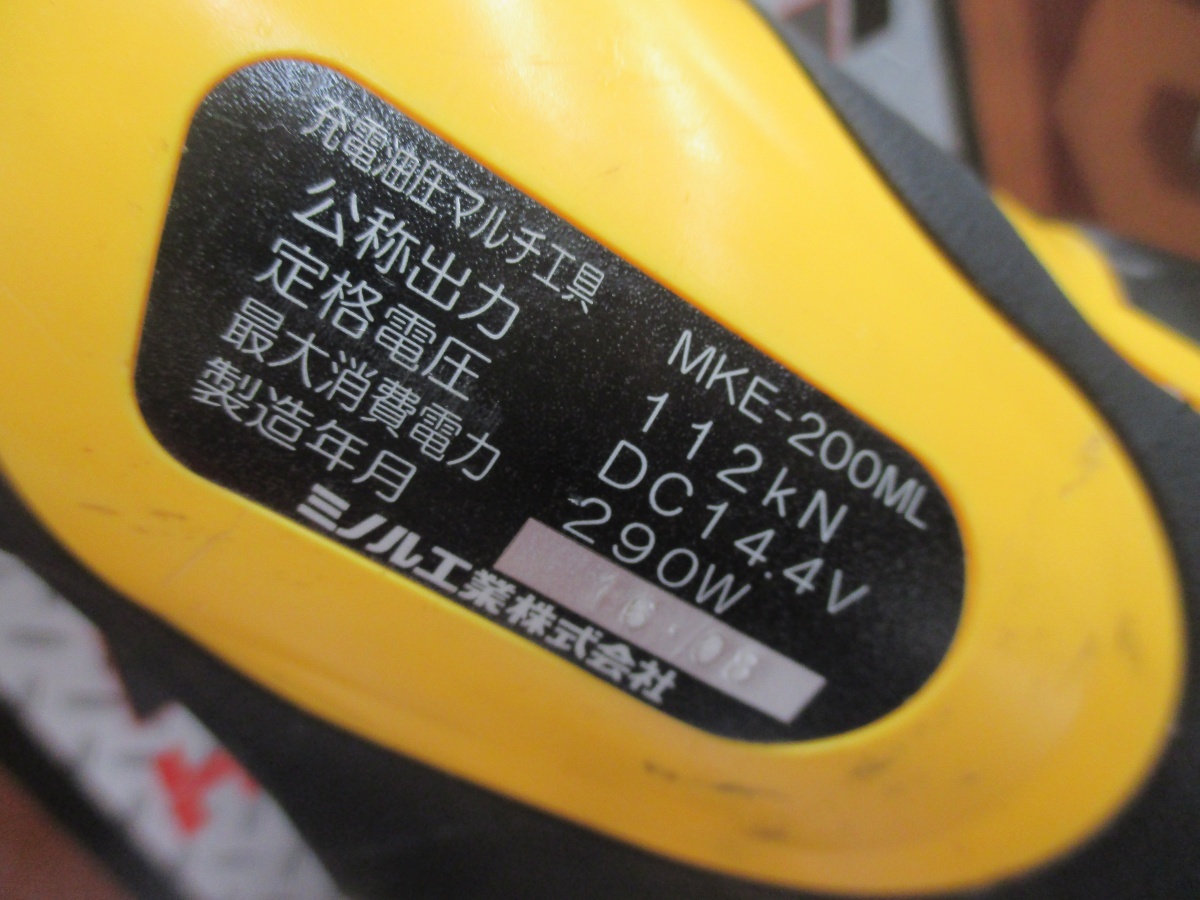 充電油圧マルチ工具 MKE-200ML
公称出力 112kN
定格電圧 DC14.4V
最大消費電力 290W
製造年月
ミノル工業株式会社